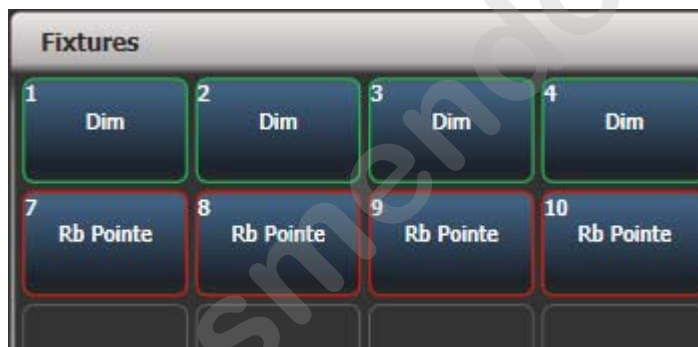 Fixtures
1 2 3 4
Dim Dim Dim Dim
7 8 9 10
Rb Pointe Rb Pointe Rb Pointe Rb Pointe